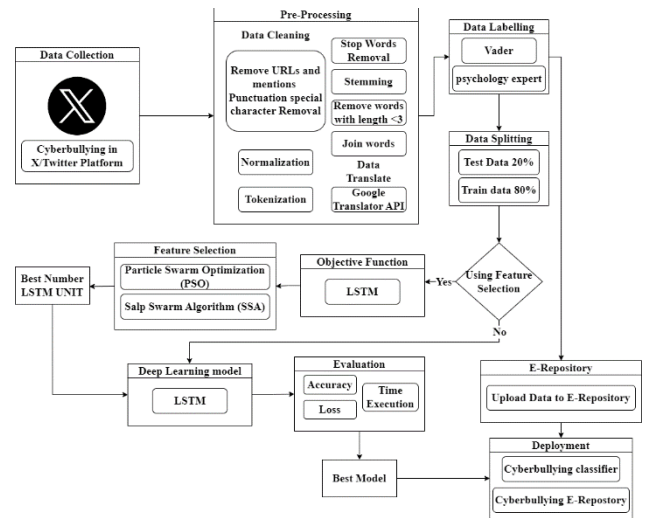 Data Collection
Cyberbullying in
X/Twitter Platform
Pre-Processing
Data Cleaning
Remove URLs and
mentions
Punctuation special
character Removal
Normalization
Tokenization
Stop Words
Removal
Stemming
Remove words
with length <3
Join words
Data
Translate
Google
Translator API
Data Labelling
Vader
psychology expert
Data Splitting
Test Data 20%
Train data 80%
Using Feature
Selection
Yes
No
Objective Function
LSTM
Feature Selection
Particle Swarm Optimization
(PSO)
Salp Swarm Algorithm (SSA)
Best Number
LSTM UNIT
Deep Learning model
LSTM
Evaluation
Accuracy
Loss
Time
Execution
Best Model
E-Repository
Upload Data to E-Repository
Deployment
Cyberbullying classifier
Cyberbullying E-Repostory